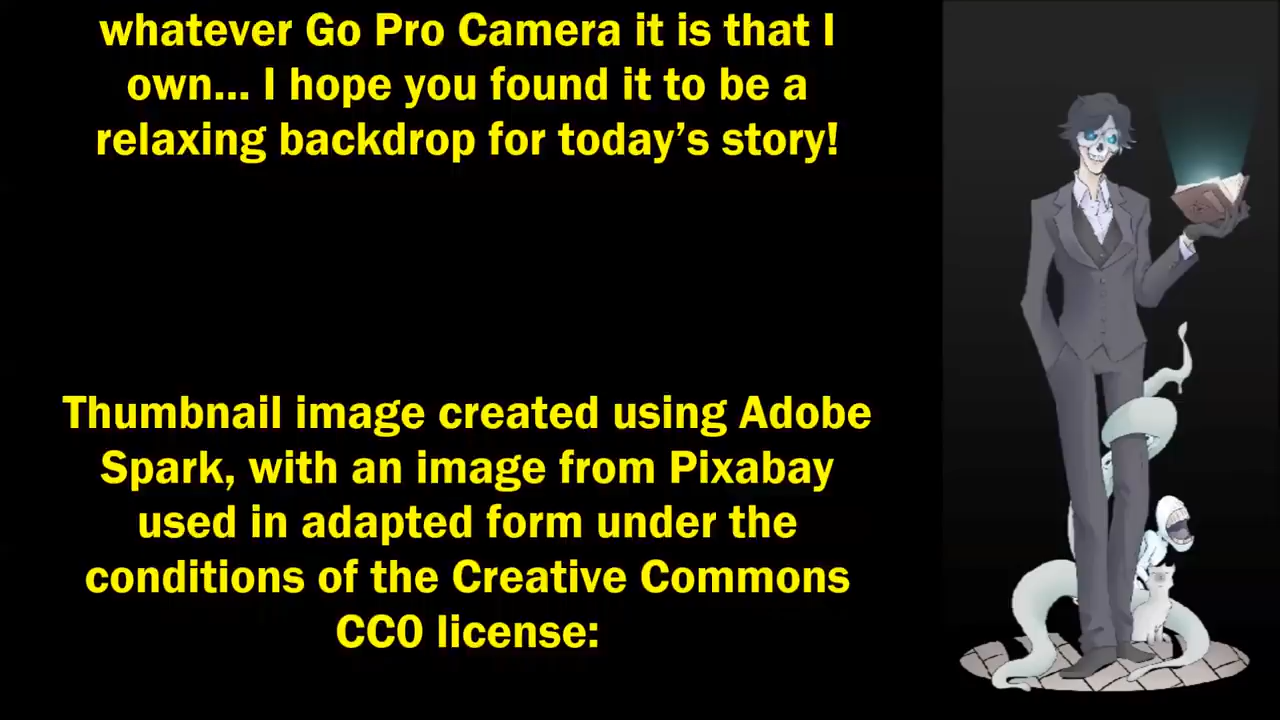 whatever Go Pro Camera it is that I
own... I hope you found it to be a
relaxing backdrop for today’s story!
Thumbnail image created using Adobe
Spark, with an image from Pixabay
used in adapted form under the
conditions of the Creative Commons
CC0 license: